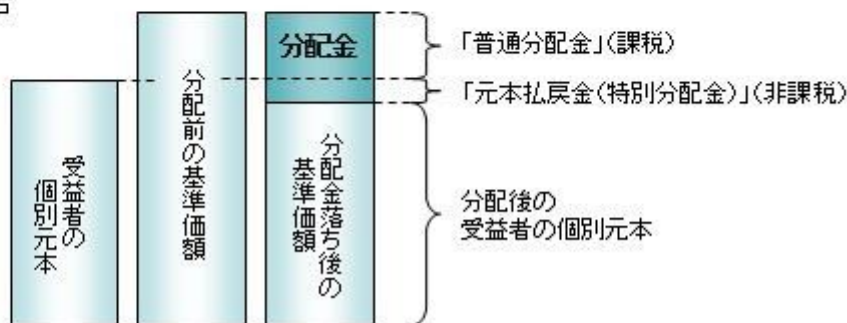 分配金
「普通分配金」(課税)
「元本払戻金(特別分配金)」(非課税)
受益者の
個別元本
分配前の基準価額
分配金落ち後の
基準価額
分配後の
受益者の個別元本